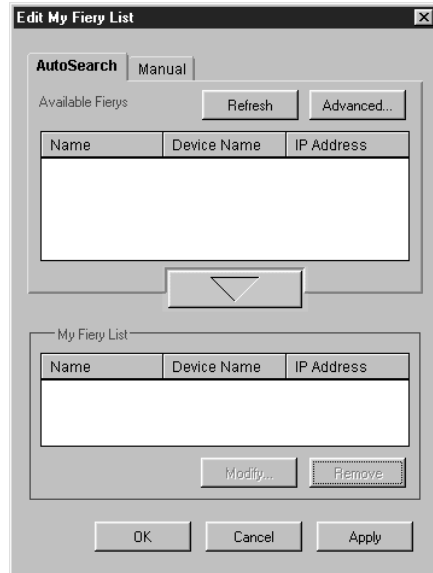 Edit My Fiery List
AutoSearch Manual
Available Fierys Refresh Advanced...
Name Device Name IP Address
My Fiery List
Name Device Name IP Address
Modify... Remove
OK Cancel Apply